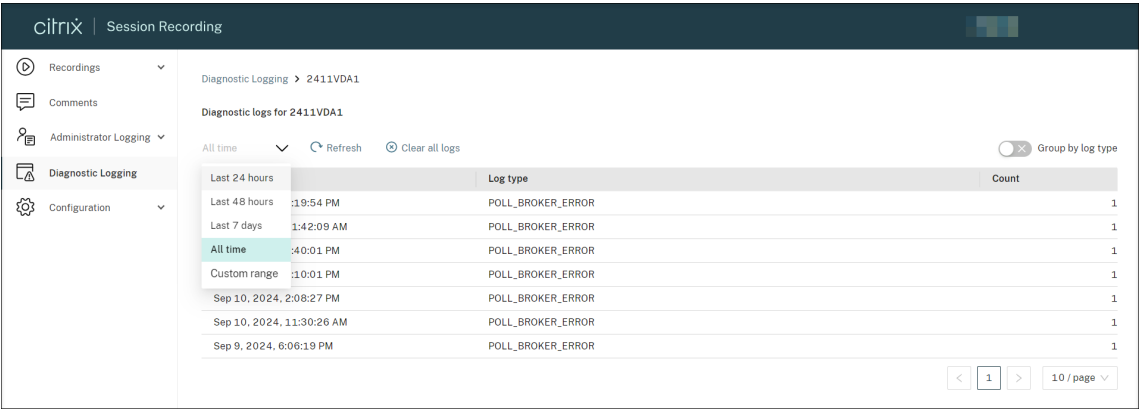 citrix | Session Recording
Recordings
Comments
Administrator Logging
Diagnostic Logging
Configuration
Diagnostic Logging > 2411VDA1
Diagnostic logs for 2411VDA1
All time Refresh Clear all logs Group by log type
Last 24 hours
Last 48 hours
Last 7 days
All time
Custom range
Log type Count
:19:54 PM POLL_BROKER_ERROR 1
1:42:09 AM POLL_BROKER_ERROR 1
:40:01 PM POLL_BROKER_ERROR 1
:10:01 PM POLL_BROKER_ERROR 1
Sep 10, 2024, 2:08:27 PM POLL_BROKER_ERROR 1
Sep 10, 2024, 11:30:26 AM POLL_BROKER_ERROR 1
Sep 9, 2024, 6:06:19 PM POLL_BROKER_ERROR 1
< 1 > 10 / page